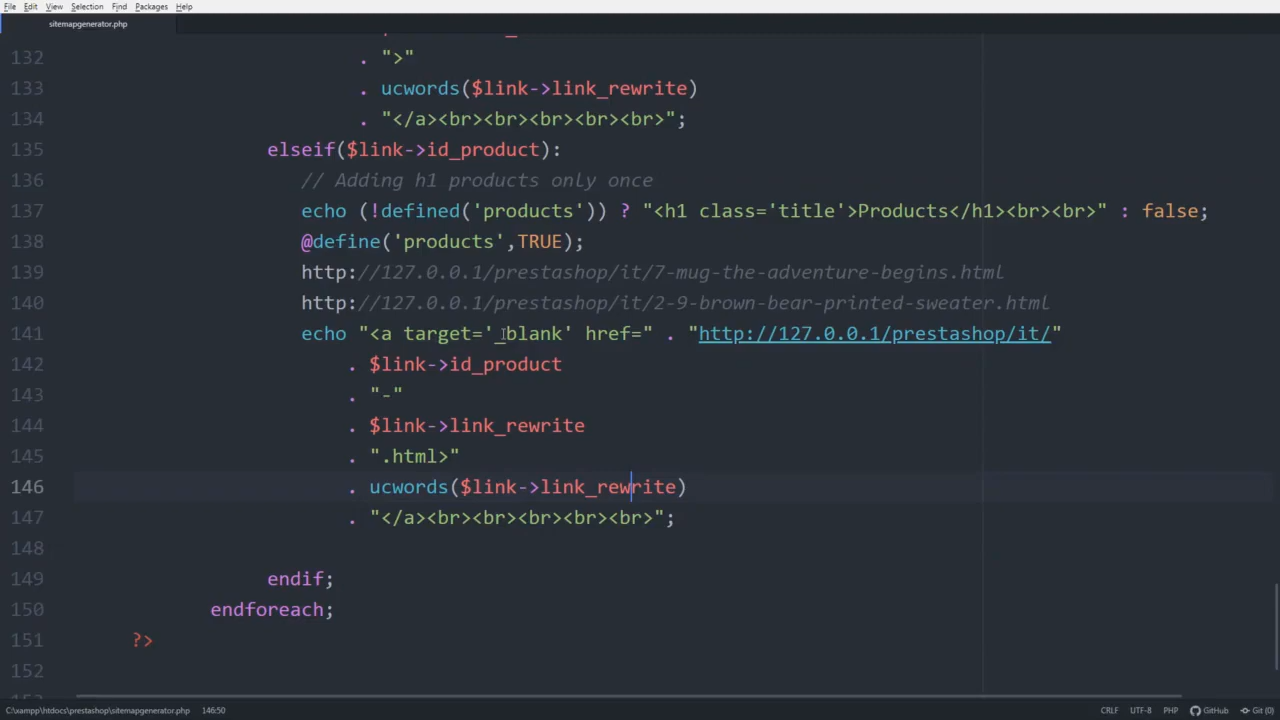 File Edit View Selection Find Packages Help
sitemapgenerator.php
132 . ">"
133 . ucwords($link->link_rewrite)
134 . "</a><br><br><br><br><br>";
135 elseif($link->id_product):
136 // Adding h1 products only once
137 echo (!defined('products')) ? "<h1 class='title'>Products</h1><br><br>" : false;
138 @define('products',TRUE);
139 http://127.0.0.1/prestashop/it/7-mug-the-adventure-begins.html
140 http://127.0.0.1/prestashop/it/2-9-brown-bear-printed-sweater.html
141 echo "<a target='_blank' href=" . "http://127.0.0.1/prestashop/it/"
142 . $link->id_product
143 . "-"
144 . $link->link_rewrite
145 . ".html>"
146 . ucwords($link->link_rewrite)
147 . "</a><br><br><br><br><br>";
148
149 endif;
150 endforeach;
151 ?>
152
C:\xampp\htdocs\prestashop\sitemapgenerator.php 146:50 CRLF UTF-8 PHP GitHub Git (0)